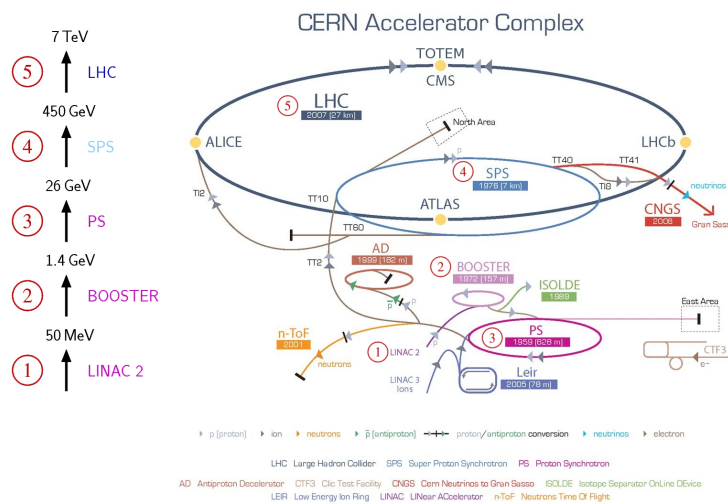 CERN Accelerator Complex
7 TeV
5 LHC
450 GeV
4 SPS
26 GeV
3 PS
1.4 GeV
2 BOOSTER
50 MeV
1 LINAC 2
TOTEM
CMS
5 LHC
2007 (27 km)
North Area
ALICE
LHCb
p
TT40
TT41
4 SPS
1976 (7 km)
TI2
TT10
TI8
neutrinos
ATLAS
CNGS
2006
Gran Sass
TT60
AD
1999 (182 m)
TT2
2 BOOSTER
1972 (157 m)
ISOLDE
1989
p̄
p
East Area
n-ToF
2001
neutrons
1 LINAC 2
p
3 PS
1959 (628 m)
LINAC 3
Ions
Leir
2005 (78 m)
CTF3
e-
p [proton]
ion
neutrons
p̄ [antiproton]
proton/antiproton conversion
neutrinos
electron
LHC Large Hadron Collider SPS Super Proton Synchrotron PS Proton Synchrotron
AD Antiproton Decelerator CTF3 Clic Test Facility CNGS Cern Neutrinos to Gran Sasso ISOLDE Isotope Separator OnLine DEvice
LEIR Low Energy Ion Ring LINAC LINear ACcelerator n-ToF Neutrons Time Of Flight